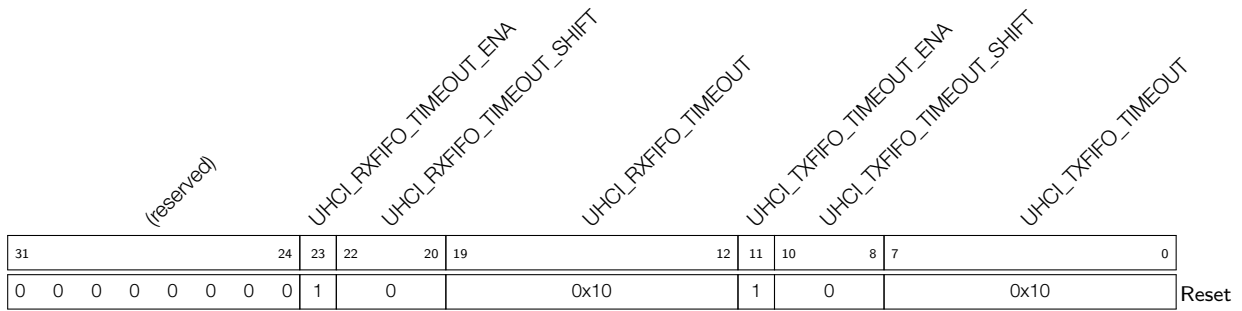 (reserved)
UHCI_RXFIFO_TIMEOUT_ENA
UHCI_RXFIFO_TIMEOUT_SHIFT
UHCI_RXFIFO_TIMEOUT
UHCI_TXFIFO_TIMEOUT_ENA
UHCI_TXFIFO_TIMEOUT_SHIFT
UHCI_TXFIFO_TIMEOUT
31 24 23 22 20 19 12 11 10 8 7 0
0 0 0 0 0 0 0 0 1 0 0x10 1 0 0x10 Reset